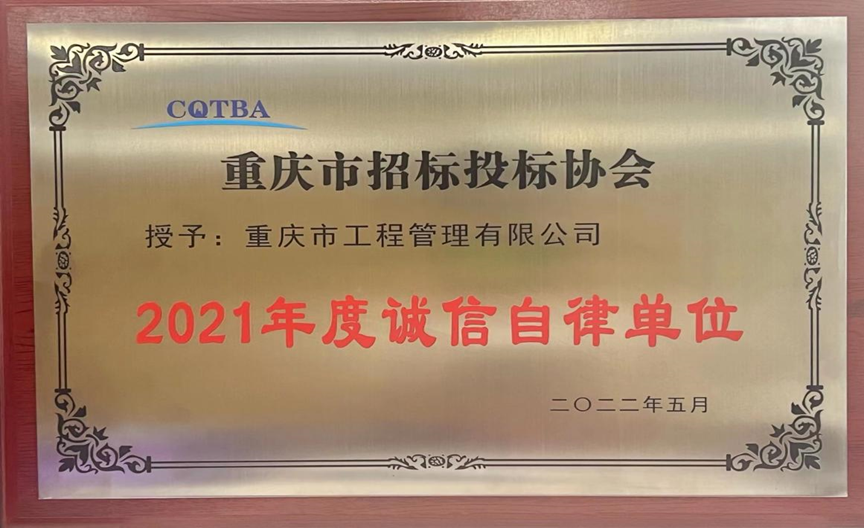 CQTBA
重庆市招标投标协会
授予：重庆市工程管理有限公司
2021年度诚信自律单位
二〇二二年五月